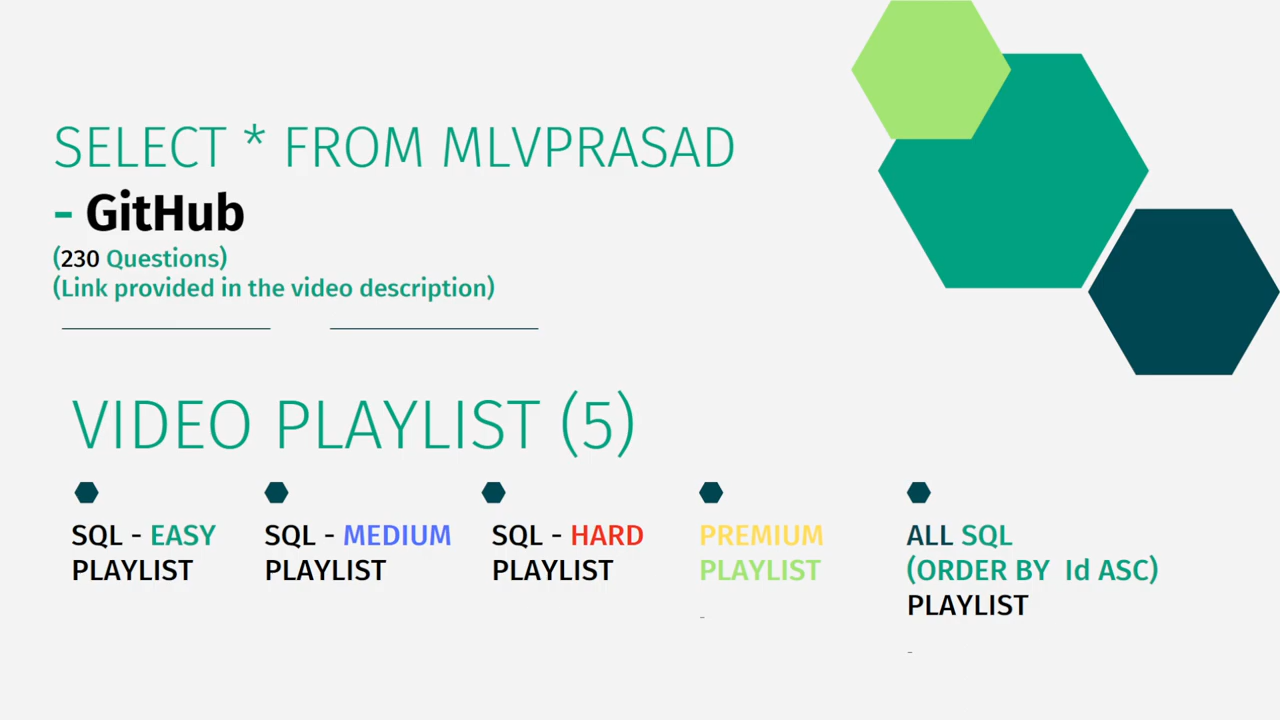 SELECT * FROM MLVPRASAD
- GitHub
(230 Questions)
(Link provided in the video description)
VIDEO PLAYLIST (5)
SQL - EASY
PLAYLIST
SQL - MEDIUM
PLAYLIST
SQL - HARD
PLAYLIST
PREMIUM
PLAYLIST
-
ALL SQL
(ORDER BY Id ASC)
PLAYLIST
-